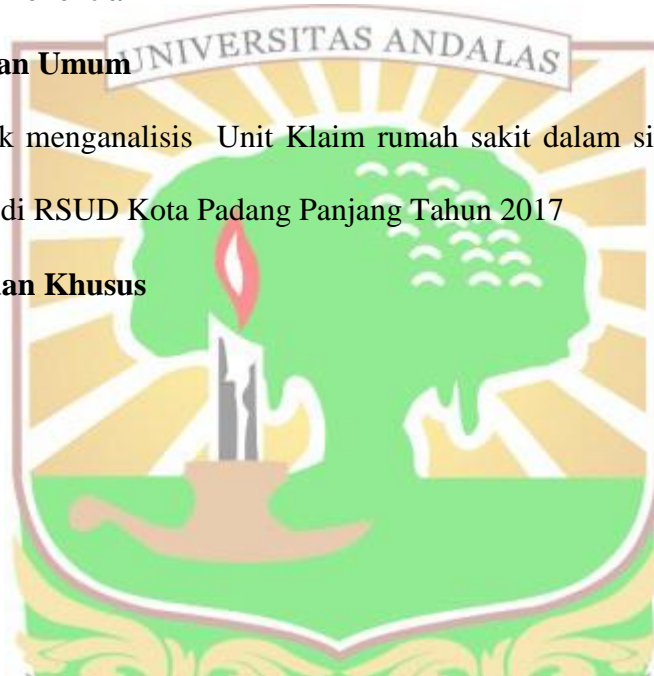 UNIVERSITAS ANDALAS
an Umum
k menganalisis Unit Klaim rumah sakit dalam si
di RSUD Kota Padang Panjang Tahun 2017
an Khusus